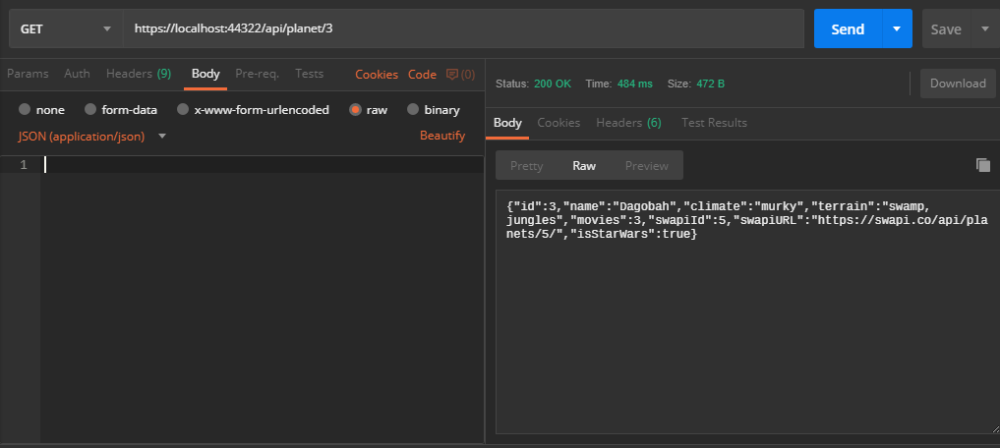 GET https://localhost:44322/api/planet/3 Send Save
Params Auth Headers (9) Body Pre-req. Tests Cookies Code (0)
none form-data x-www-form-urlencoded raw binary
JSON (application/json) Beautify
1
Status: 200 OK Time: 484 ms Size: 472 B Download
Body Cookies Headers (6) Test Results
Pretty Raw Preview
{"id":3,"name":"Dagobah","climate":"murky","terrain":"swamp,
jungles","movies":3,"swapiId":5,"swapiURL":"https://swapi.co/api/pla
nets/5/","isStarWars":true}